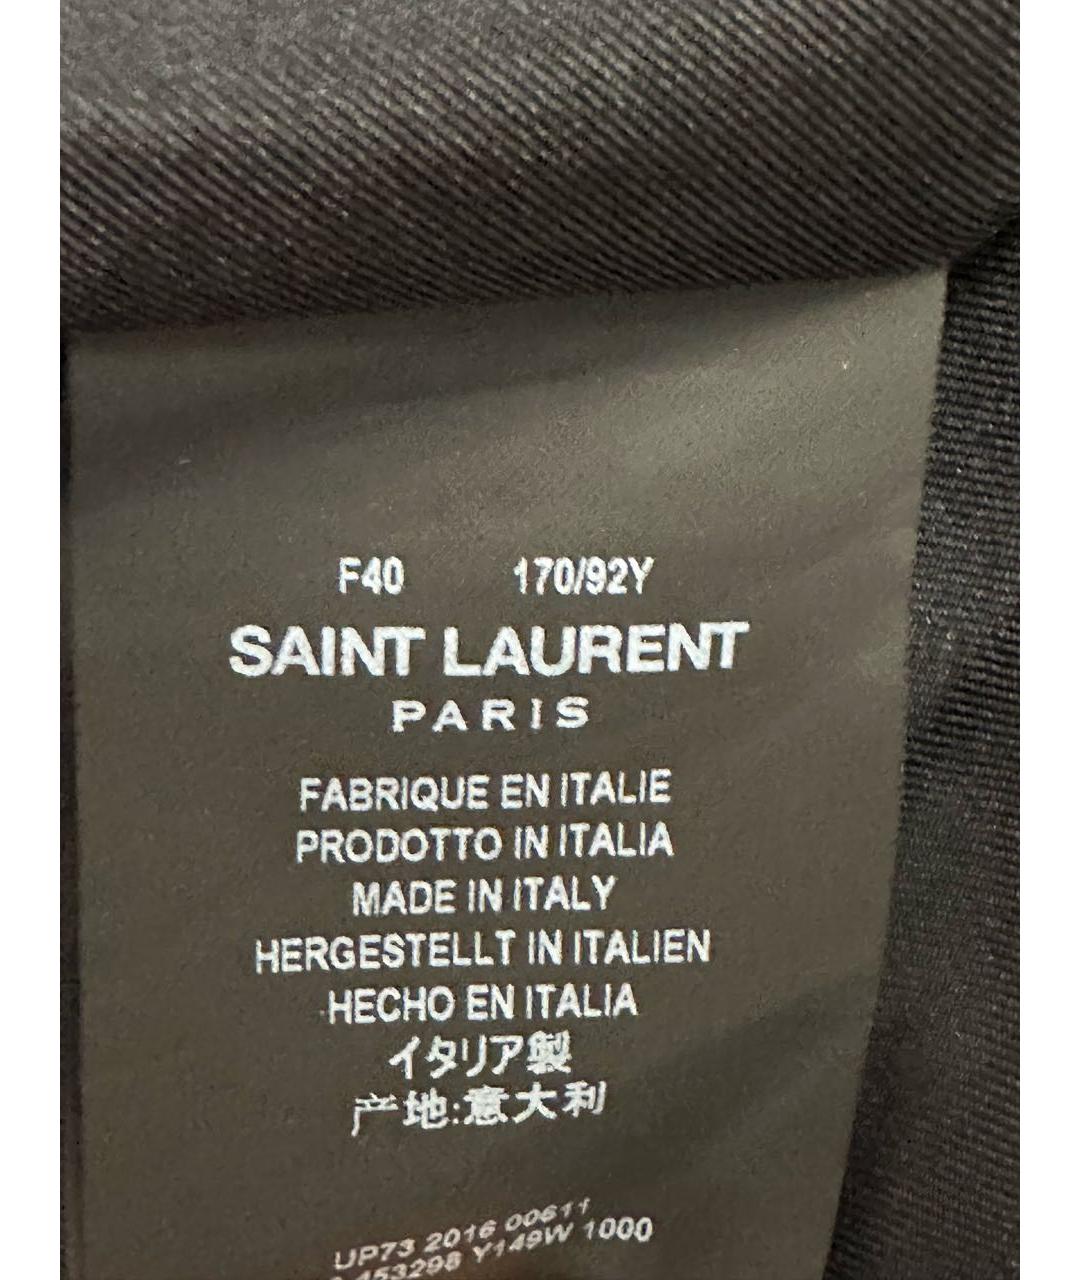 F40 170/92Y
SAINT LAURENT
PARIS
FABRIQUE EN ITALIE
PRODOTTO IN ITALIA
MADE IN ITALY
HERGESTELLT IN ITALIEN
HECHO EN ITALIA
イタリア製
产地:意大利
UP73 2016 00611
453298 Y149W 1000